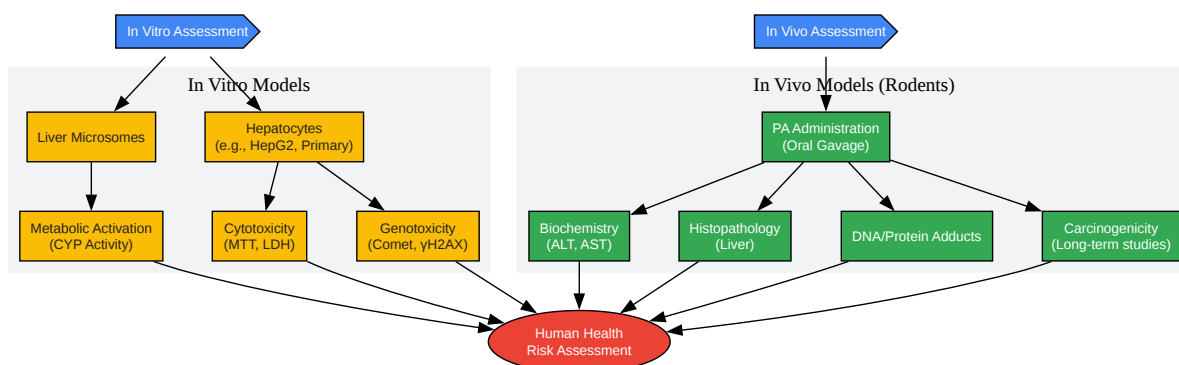 In Vitro Assessment
In Vivo Assessment
In Vitro Models
In Vivo Models (Rodents)
Liver Microsomes
Hepatocytes
(e.g., HepG2, Primary)
PA Administration
(Oral Gavage)
Metabolic Activation
(CYP Activity)
Cytotoxicity
(MTT, LDH)
Genotoxicity
(Comet, γH2AX)
Biochemistry
(ALT, AST)
Histopathology
(Liver)
DNA/Protein Adducts
Carcinogenicity
(Long-term studies)
Human Health
Risk Assessment